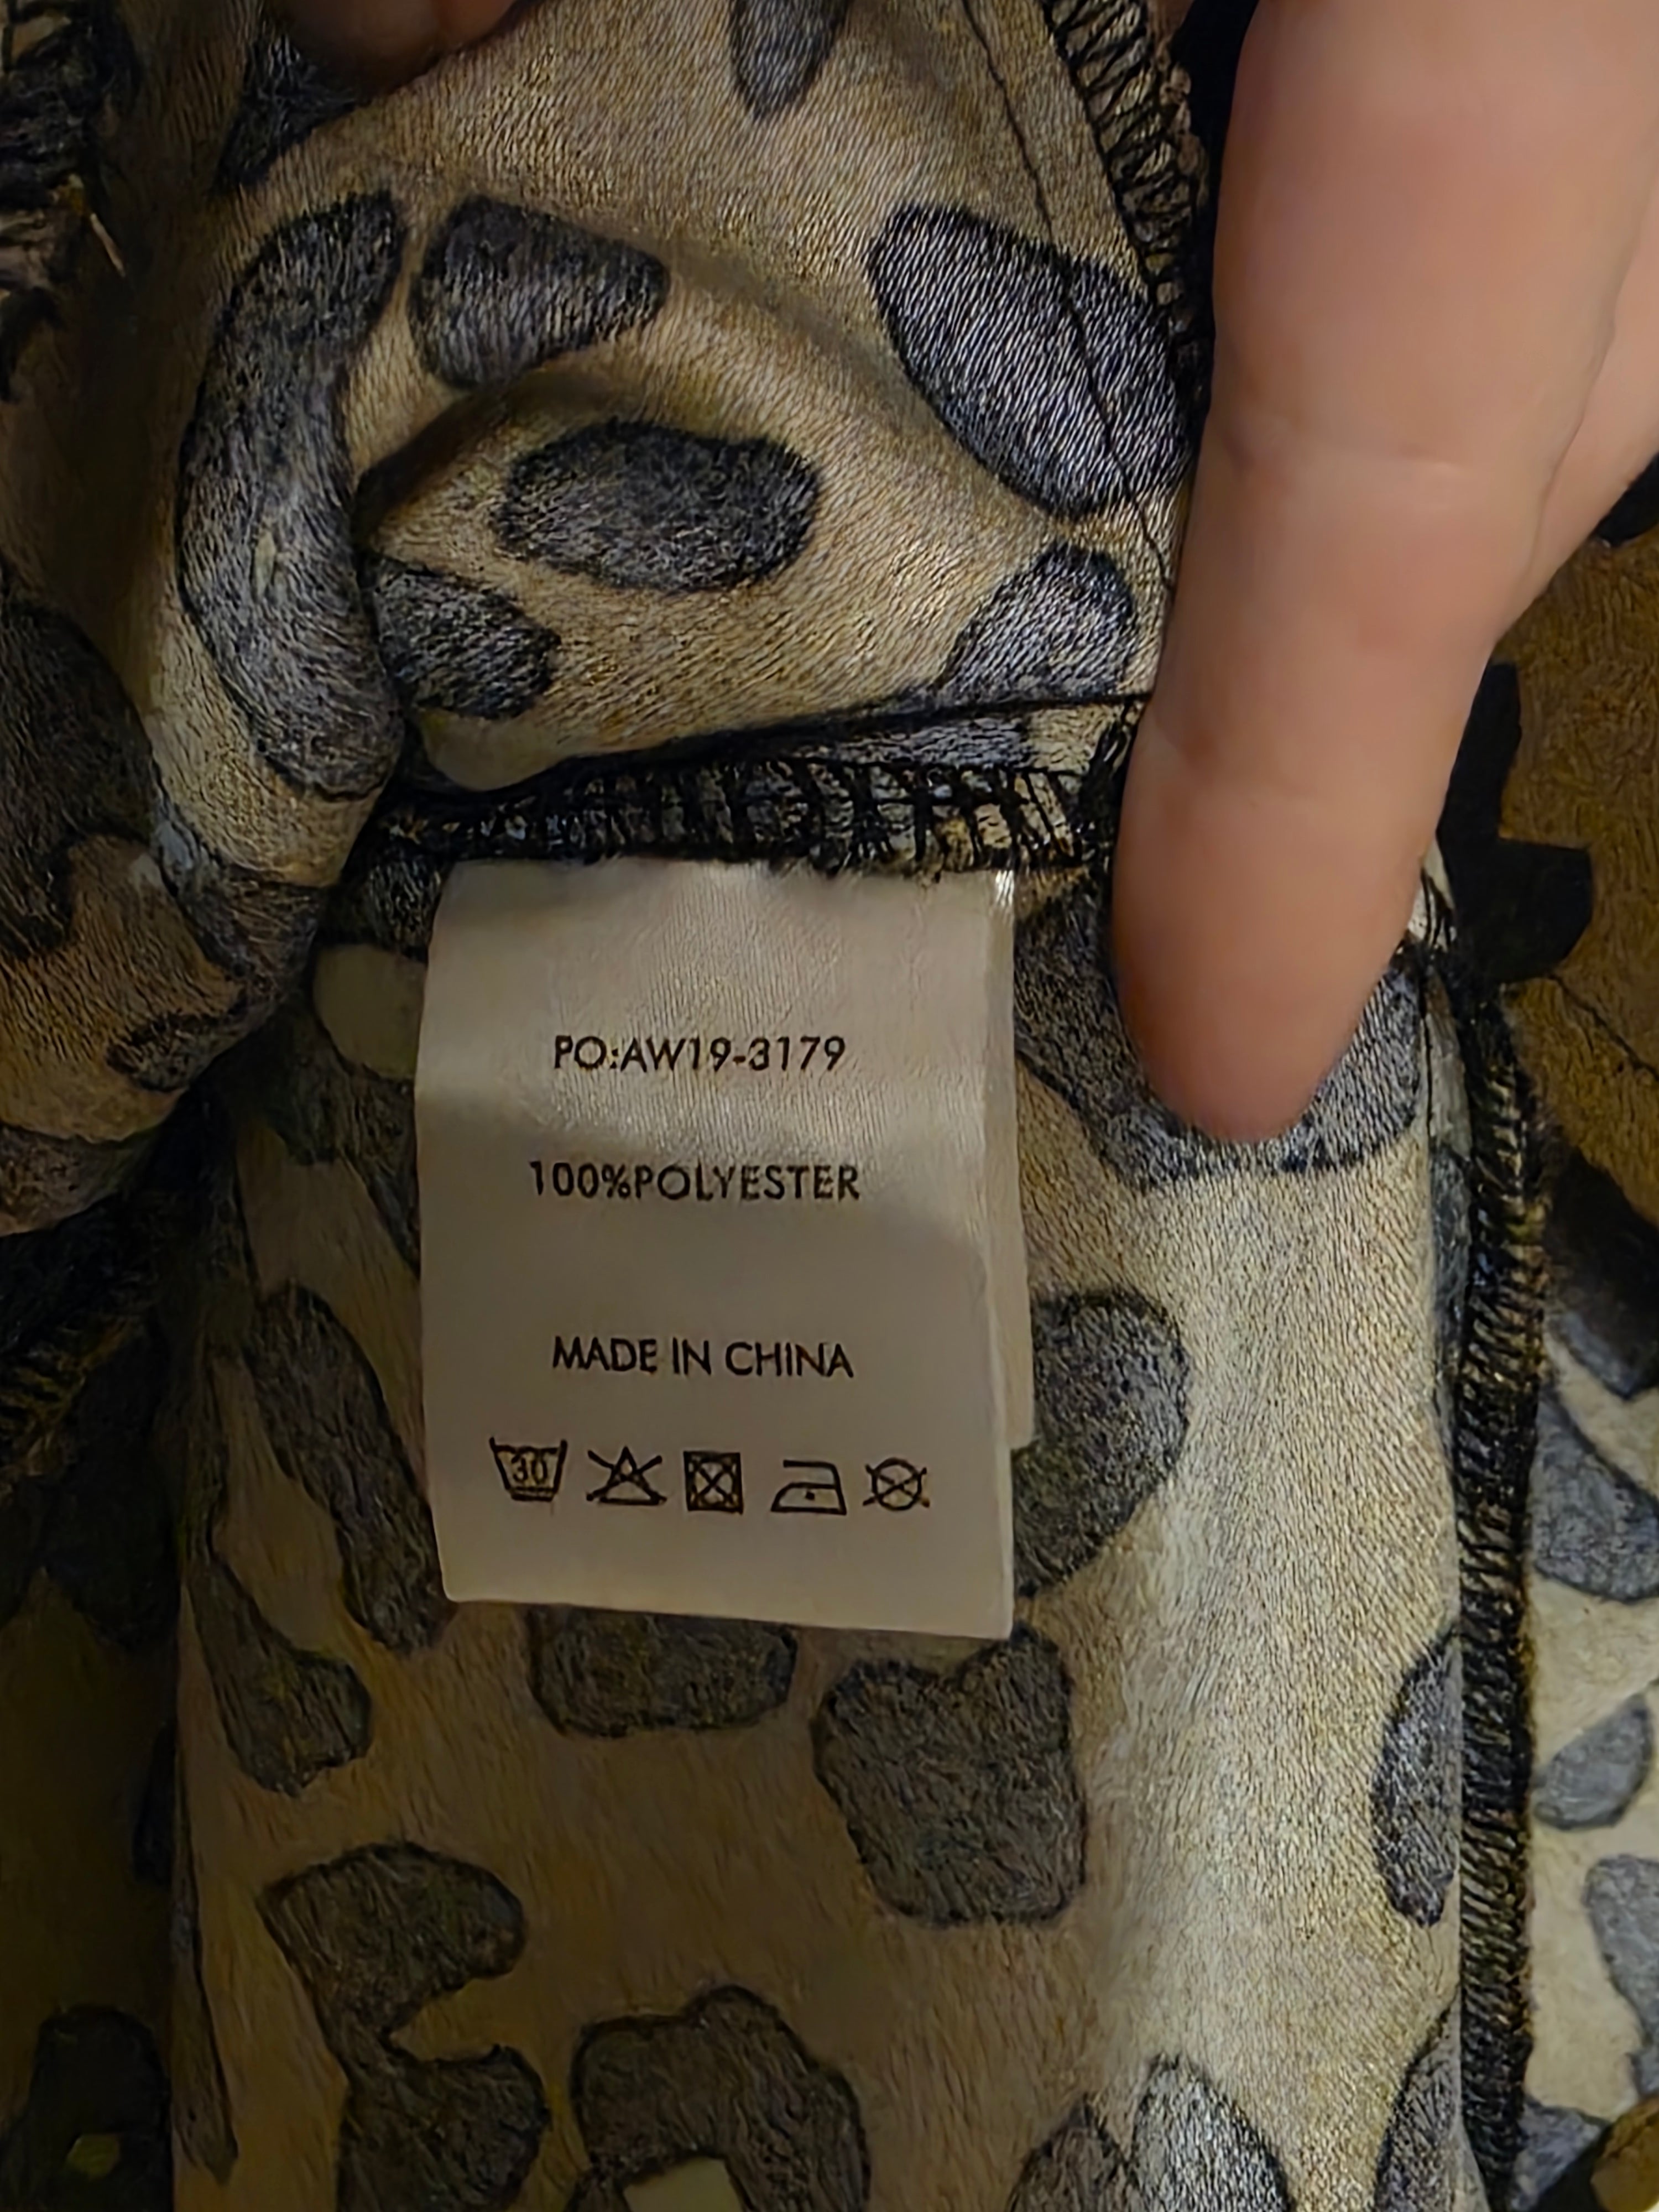 PO:AW19-3179
100%POLYESTER
MADE IN CHINA
30